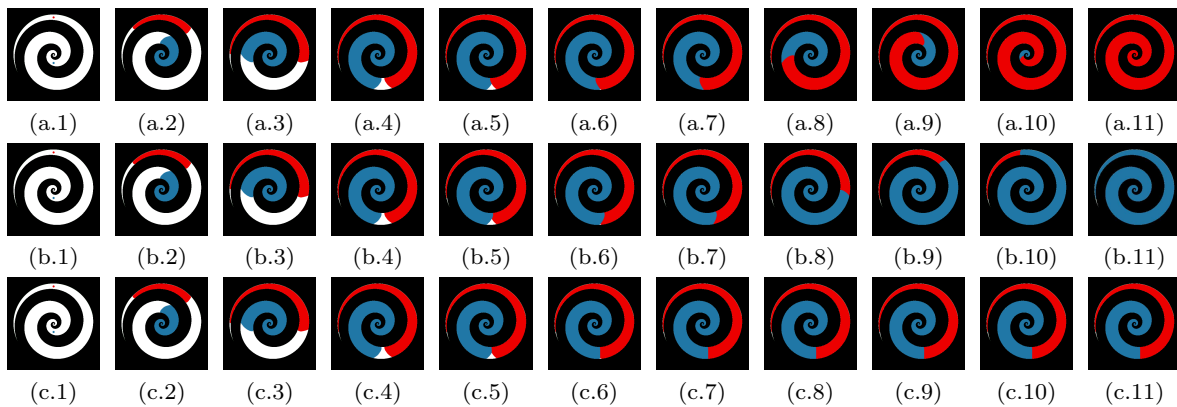 (a.1) (a.2) (a.3) (a.4) (a.5) (a.6) (a.7) (a.8) (a.9) (a.10) (a.11)
(b.1) (b.2) (b.3) (b.4) (b.5) (b.6) (b.7) (b.8) (b.9) (b.10) (b.11)
(c.1) (c.2) (c.3) (c.4) (c.5) (c.6) (c.7) (c.8) (c.9) (c.10) (c.11)